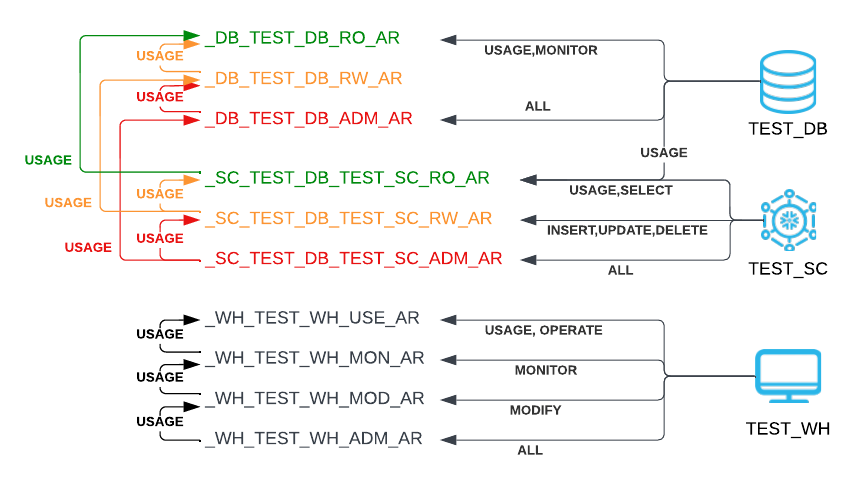 _DB_TEST_DB_RO_AR
USAGE
USAGE,MONITOR
_DB_TEST_DB_RW_AR
USAGE
ALL
_DB_TEST_DB_ADM_AR
TEST_DB
USAGE
USAGE
_SC_TEST_DB_TEST_SC_RO_AR
USAGE
USAGE,SELECT
USAGE
_SC_TEST_DB_TEST_SC_RW_AR
INSERT,UPDATE,DELETE
USAGE
USAGE
_SC_TEST_DB_TEST_SC_ADM_AR
ALL
TEST_SC
_WH_TEST_WH_USE_AR
USAGE
USAGE, OPERATE
_WH_TEST_WH_MON_AR
USAGE
MONITOR
_WH_TEST_WH_MOD_AR
MODIFY
USAGE
TEST_WH
_WH_TEST_WH_ADM_AR
ALL